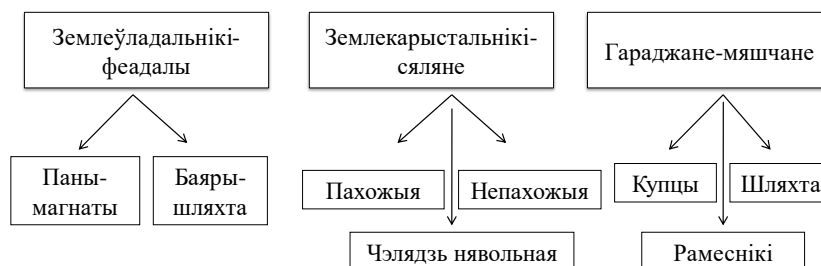 Землеўладальнікі-
феадалы
Землекарыстальнікі-
сяляне
Гараджане-мяшчане
Паны-
магнаты
Баяры-
шляхта
Пахожыя
Непахожыя
Чэлядзь нявольная
Купцы
Шляхта
Рамеснікі